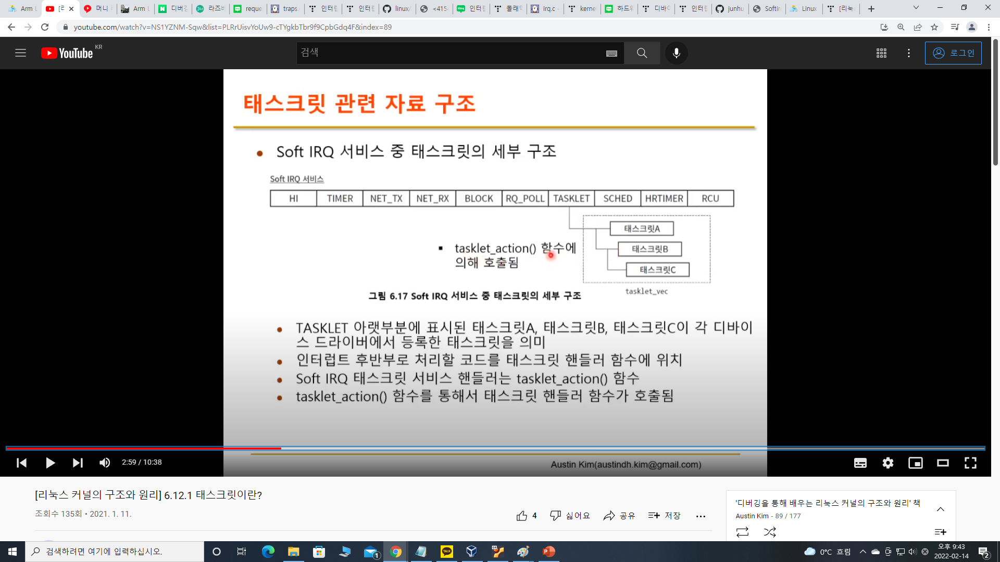 Arm L
[리
머니
Arm L
디버깅
라즈비
reque
traps.
인터럽
인터럽
linux/
<415
인터럽
몰래
irq.c -
kerne
하드웨
디바이
인터럽
junhu
Softir
Linux
[리눅
youtube.com/watch?v=NS1YZNM-Sqw&list=PLRrUisvYoUw9-cTYgkbTbr9f9CpbGdq4F&index=89
YouTube KR
검색
로그인
태스크릿 관련 자료 구조
Soft IRQ 서비스 중 태스크릿의 세부 구조
Soft IRQ 서비스
HI TIMER NET_TX NET_RX BLOCK RQ_POLL TASKLET SCHED HRTIMER RCU
태스크릿A
태스크릿B
태스크릿C
tasklet_vec
tasklet_action() 함수에
의해 호출됨
그림 6.17 Soft IRQ 서비스 중 태스크릿의 세부 구조
TASKLET 아랫부분에 표시된 태스크릿A, 태스크릿B, 태스크릿C이 각 디바이
스 드라이버에서 등록한 태스크릿을 의미
인터럽트 후반부로 처리할 코드를 태스크릿 핸들러 함수에 위치
Soft IRQ 태스크릿 서비스 핸들러는 tasklet_action() 함수
tasklet_action() 함수를 통해서 태스크릿 핸들러 함수가 호출됨
Austin Kim(austindh.kim@gmail.com)
2:59 / 10:38
[리눅스 커널의 구조와 원리] 6.12.1 태스크릿이란?
조회수 135회 • 2021. 1. 11.
4
싫어요
공유
저장
'디버깅을 통해 배우는 리눅스 커널의 구조와 원리' 책
Austin Kim - 89 / 177
검색하려면 여기에 입력하십시오.
1
TALK
64
0°C 흐림
오후 9:43
2022-02-14
2